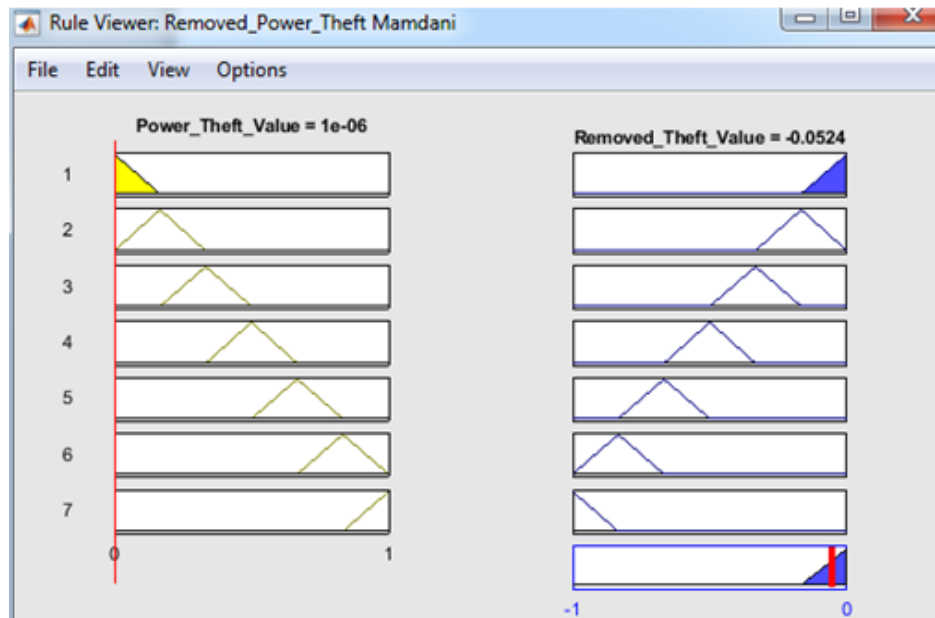 Rule Viewer: Removed_Power_Theft Mamdani
File Edit View Options
Power_Theft_Value = 1e-06
Removed_Theft_Value = -0.0524
1
2
3
4
5
6
7
0 1
-1 0